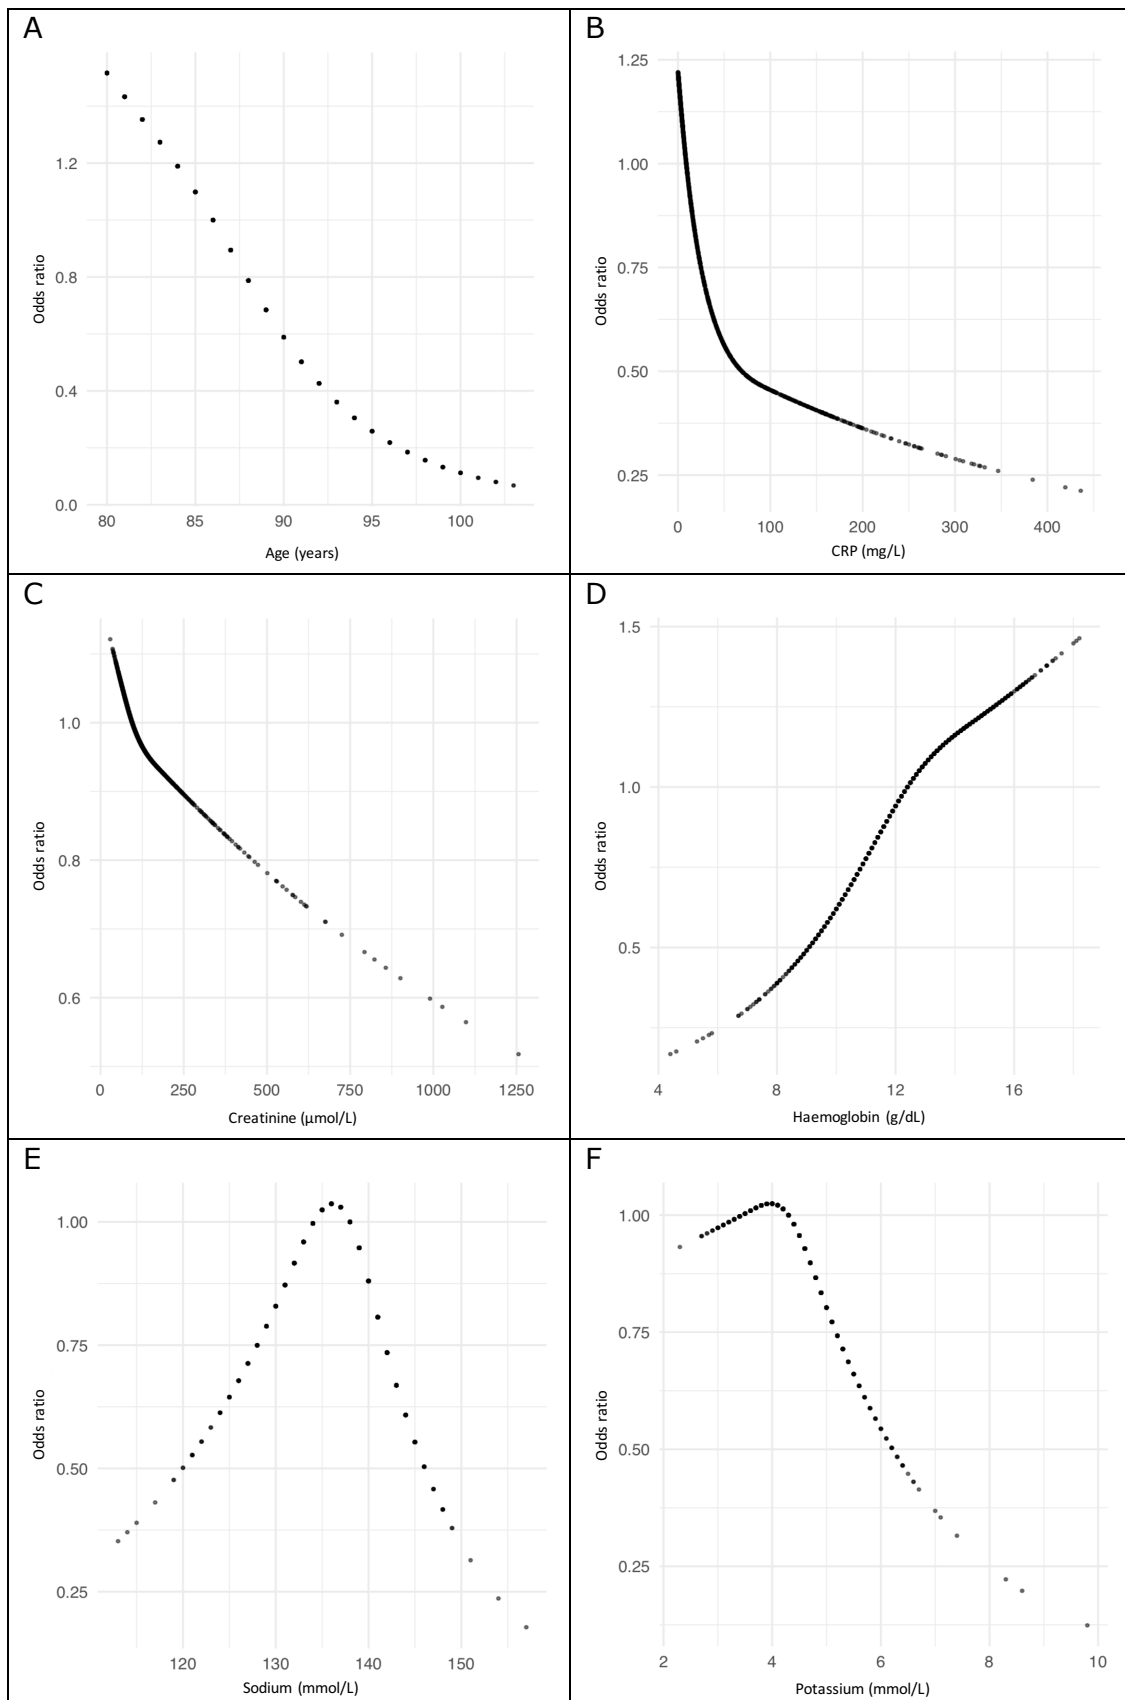 A
1.2
0.8
0.4
0.0
Odds ratio
80 85 90 95 100
Age (years)
B
1.25
1.00
0.75
0.50
0.25
Odds ratio
0 100 200 300 400
CRP (mg/L)
C
1.0
0.8
0.6
Odds ratio
0 250 500 750 1000 1250
Creatinine (µmol/L)
D
1.5
1.0
0.5
Odds ratio
4 8 12 16
Haemoglobin (g/dL)
E
1.00
0.75
0.50
0.25
Odds ratio
120 130 140 150
Sodium (mmol/L)
F
1.00
0.75
0.50
0.25
Odds ratio
2 4 6 8 10
Potassium (mmol/L)